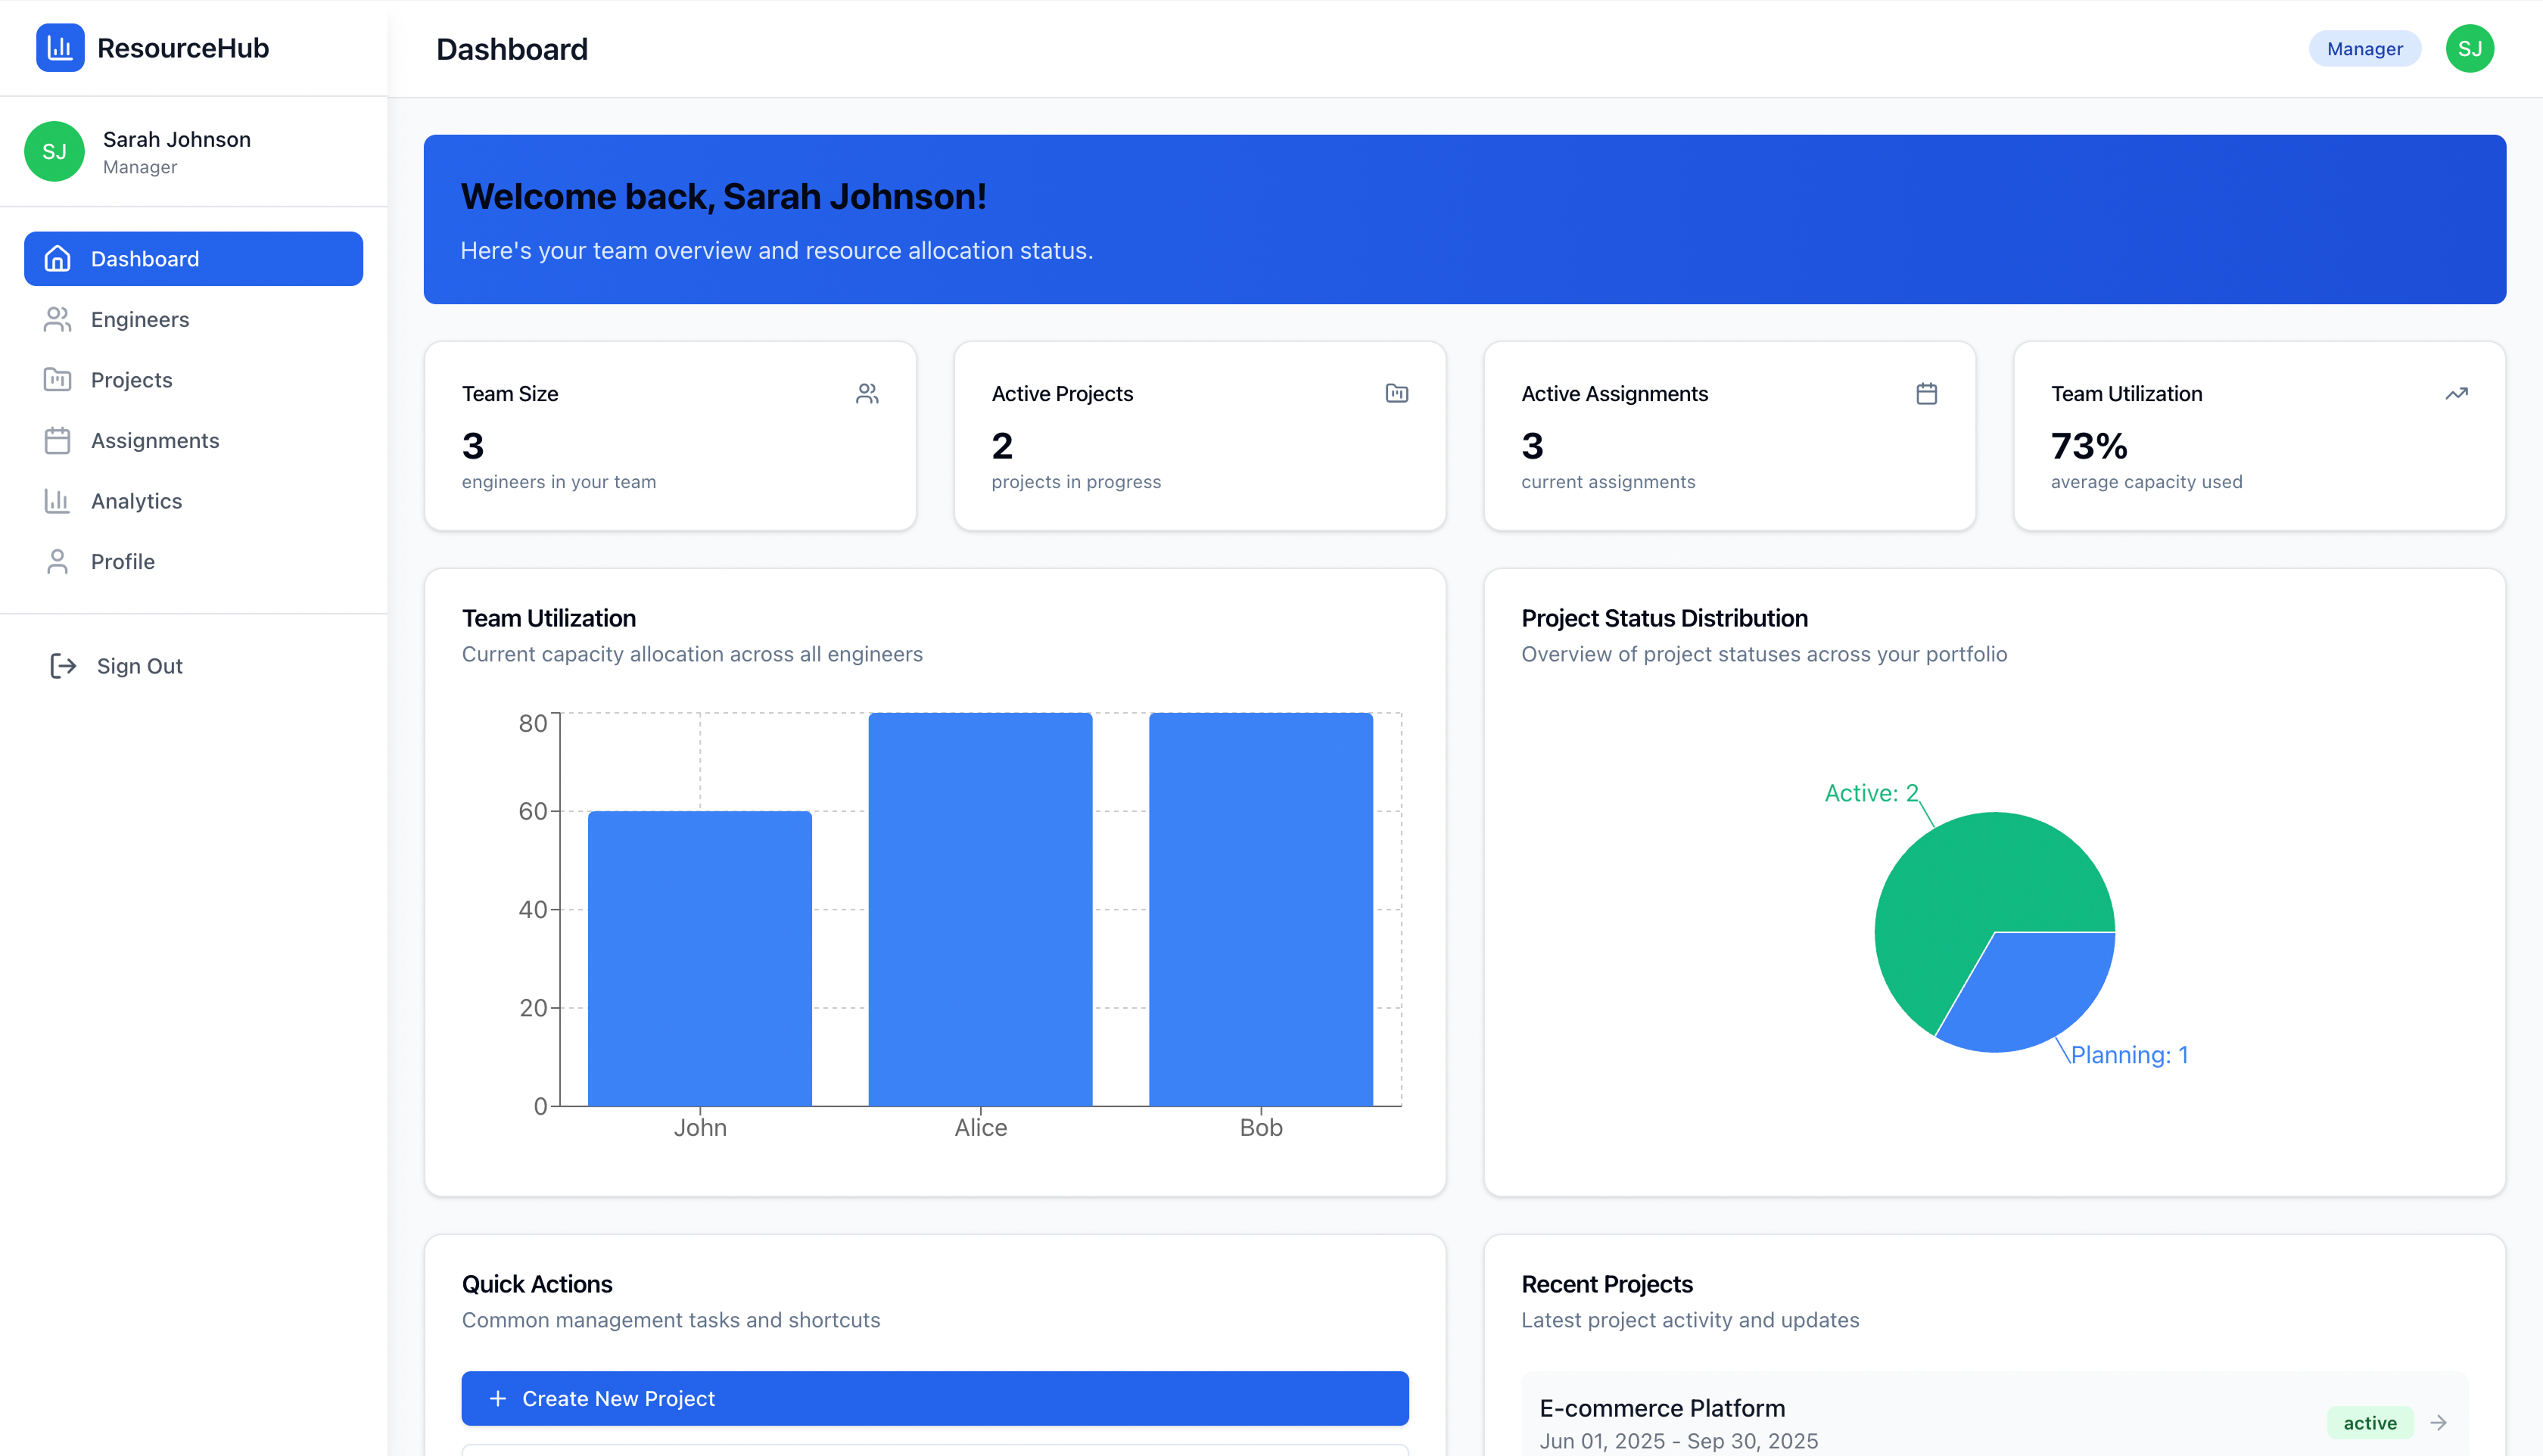 ResourceHub
SJ
Sarah Johnson
Manager
Dashboard
Engineers
Projects
Assignments
Analytics
Profile
Sign Out
Dashboard
Manager
SJ
Welcome back, Sarah Johnson!
Here's your team overview and resource allocation status.
Team Size
3
engineers in your team
Active Projects
2
projects in progress
Active Assignments
3
current assignments
Team Utilization
73%
average capacity used
Team Utilization
Current capacity allocation across all engineers
80
60
40
20
0
John
Alice
Bob
Project Status Distribution
Overview of project statuses across your portfolio
Active: 2
Planning: 1
Quick Actions
Common management tasks and shortcuts
Create New Project
Recent Projects
Latest project activity and updates
E-commerce Platform
Jun 01, 2025 - Sep 30, 2025
active